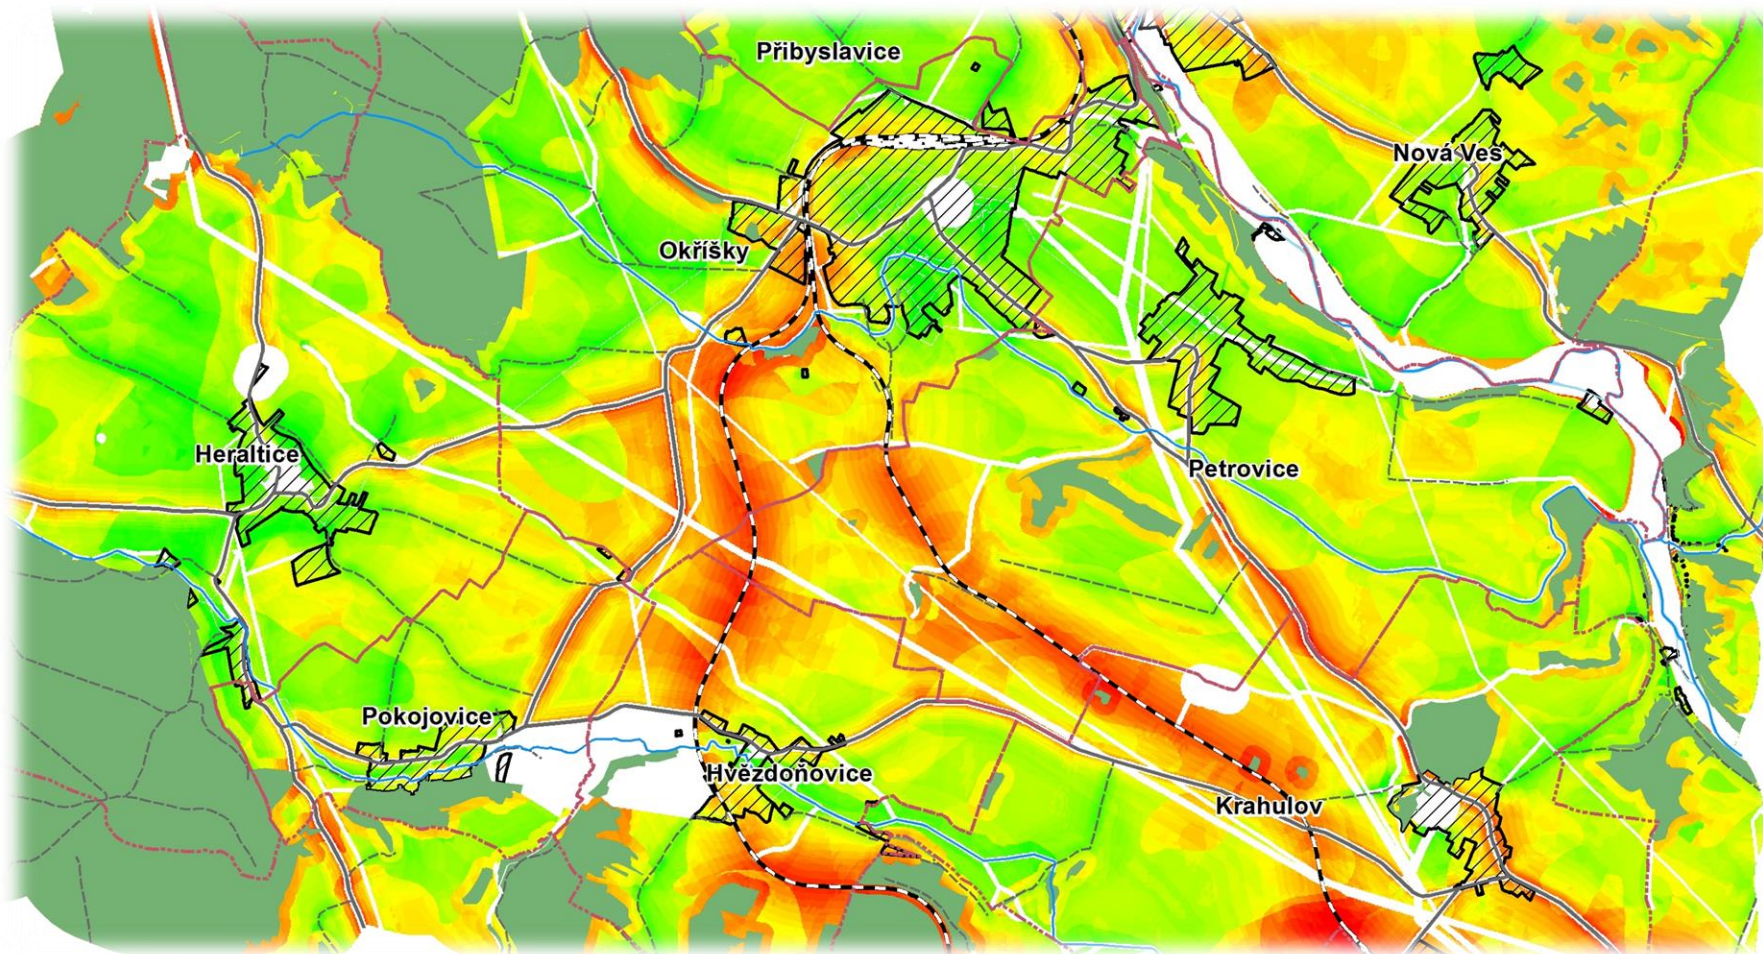 Přibyslavice
Nová Ves
Okříšky
Heraltice
Petrovice
Pokojovice
Hvězdoňovice
Krahulov